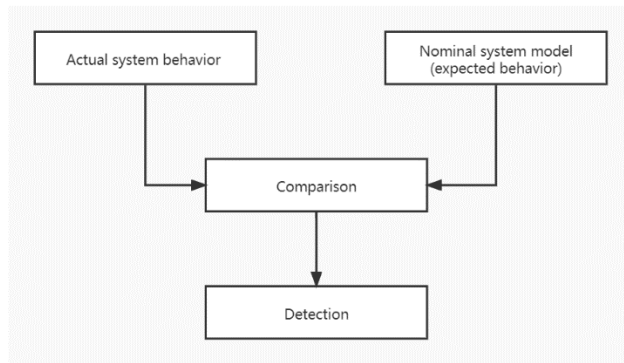 Actual system behavior
Nominal system model
(expected behavior)
Comparison
Detection